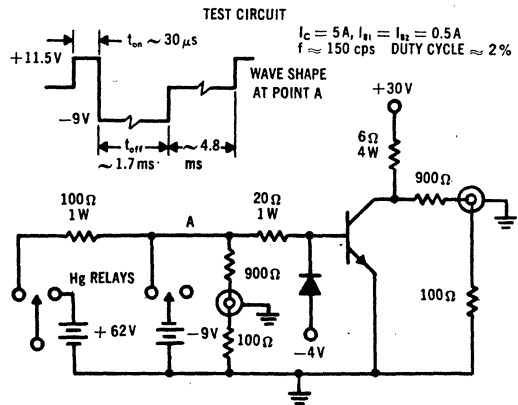 TEST CIRCUIT
ton ~ 30 μs
IC = 5A, IB1 = IB2 = 0.5A
f ≈ 150 cps DUTY CYCLE ≈ 2%
+11.5V
WAVE SHAPE
AT POINT A
-9V
toff
~ 1.7ms
~ 4.8
ms
+30V
6Ω
4W
900Ω
100Ω
1W
A
20Ω
1W
Hg RELAYS
900Ω
100Ω
+ 62V
-9V
100Ω
-4V